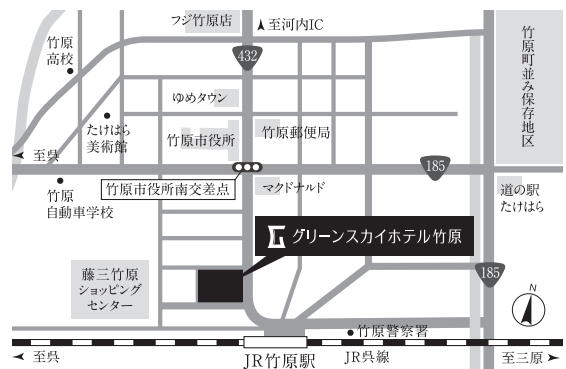 フジ竹原店
至河内IC
竹原
高校
432
竹原町並み保存地区
ゆめタウン
たけはら
美術館
竹原市役所
竹原郵便局
至呉
185
竹原
自動車学校
竹原市役所南交差点
マクドナルド
道の駅
たけはら
グリーンスカイホテル竹原
藤三竹原
ショッピング
センター
185
N
竹原警察署
至呉
JR竹原駅
JR呉線
至三原